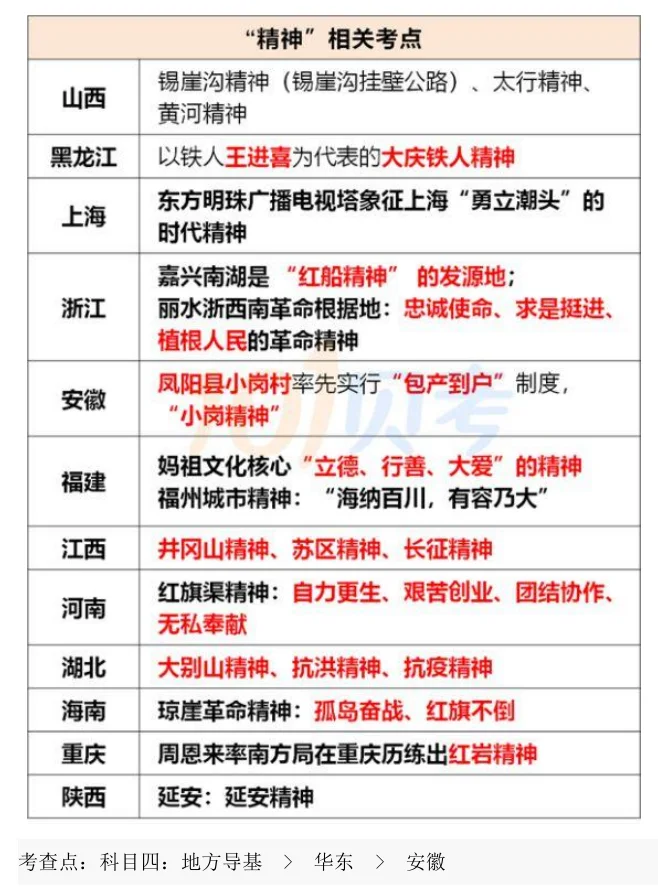 “精神”相关考点
山西
锡崖沟精神（锡崖沟挂壁公路）、太行精神、
黄河精神
黑龙江
以铁人王进喜为代表的大庆铁人精神
上海
东方明珠广播电视塔象征上海“勇立潮头”的
时代精神
浙江
嘉兴南湖是“红船精神”的发源地；
丽水浙西南革命根据地：忠诚使命、求是挺进、
植根人民的革命精神
安徽
凤阳县小岗村率先实行“包产到户”制度，
“小岗精神”
福建
妈祖文化核心“立德、行善、大爱”的精神
福州城市精神：“海纳百川，有容乃大”
江西
井冈山精神、苏区精神、长征精神
河南
红旗渠精神：自力更生、艰苦创业、团结协作、
无私奉献
湖北
大别山精神、抗洪精神、抗疫精神
海南
琼崖革命精神：孤岛奋战、红旗不倒
重庆
周恩来率南方局在重庆历练出红岩精神
陕西
延安：延安精神
101贝考
考查点：科目四：地方导基 > 华东 > 安徽